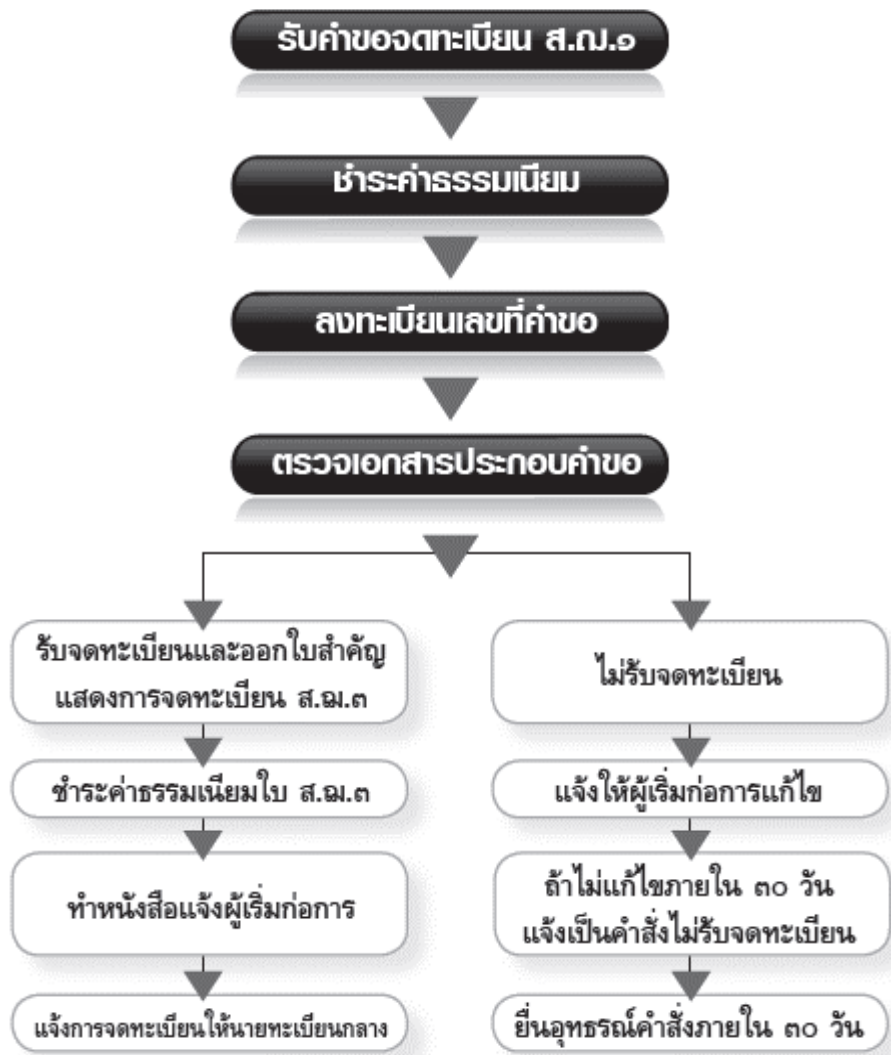 รับคำขอจดทะเบียน ส.ฌ.๑
ชำระค่าธรรมเนียม
ลงทะเบียนเลขที่คำขอ
ตรวจเอกสารประกอบคำขอ
รับจดทะเบียนและออกใบสำคัญ
แสดงการจดทะเบียน ส.ฌ.๓
ชำระค่าธรรมเนียมใบ ส.ฌ.๓
ทำหนังสือแจ้งผู้เริ่มก่อการ
แจ้งการจดทะเบียนให้นายทะเบียนกลาง
ไม่รับจดทะเบียน
แจ้งให้ผู้เริ่มก่อการแก้ไข
ถ้าไม่แก้ไขภายใน ๓๐ วัน
แจ้งเป็นคำสั่งไม่รับจดทะเบียน
ยื่นอุทธรณ์คำสั่งภายใน ๓๐ วัน